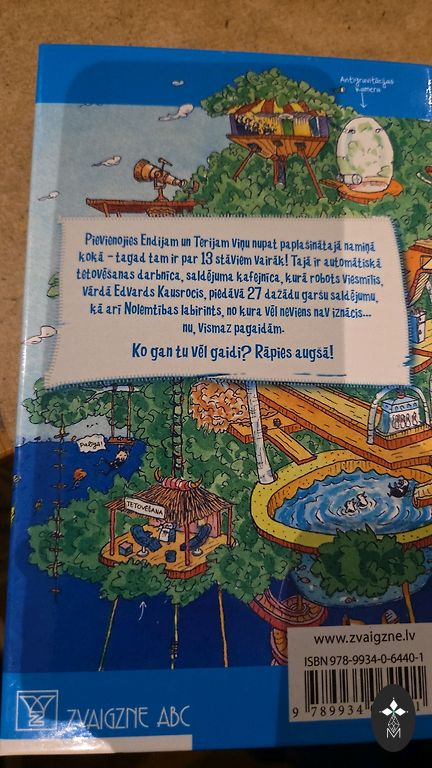 Antigravitācijas
kamera
Pievienojies Endijam un Terijam viņu nupat paplašinātajā namiņā
kokā – tagad tam ir par 13 stāviem vairāk! Tajā ir automātiskā
tetovēšanas darbnīca, saldējuma kafejnīca, kurā robots viesmīlis,
vārdā Edvards Kausrocis, piedāvā 27 dažādu garšu saldējumu,
kā arī Nolemtības labirints, no kura vēl neviens nav iznācis...
nu, vismaz pagaidām.
Ko gan tu vēl gaidi? Rāpies augšā!
Palīgā!
TETOVĒŠANA
www.zvaigzne.lv
ISBN 978-9934-0-6440-1
9 789934
ZVAIGZNE ABC
M